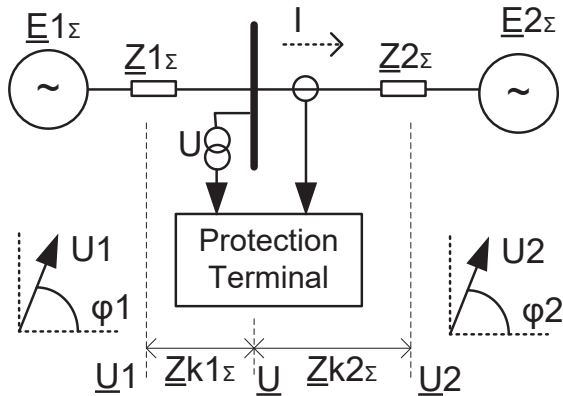 E1Σ
I
E2Σ
Z1Σ
Z2Σ
~
~
U
Protection
Terminal
U1
φ1
U2
φ2
U1
Zk1Σ
U
Zk2Σ
U2